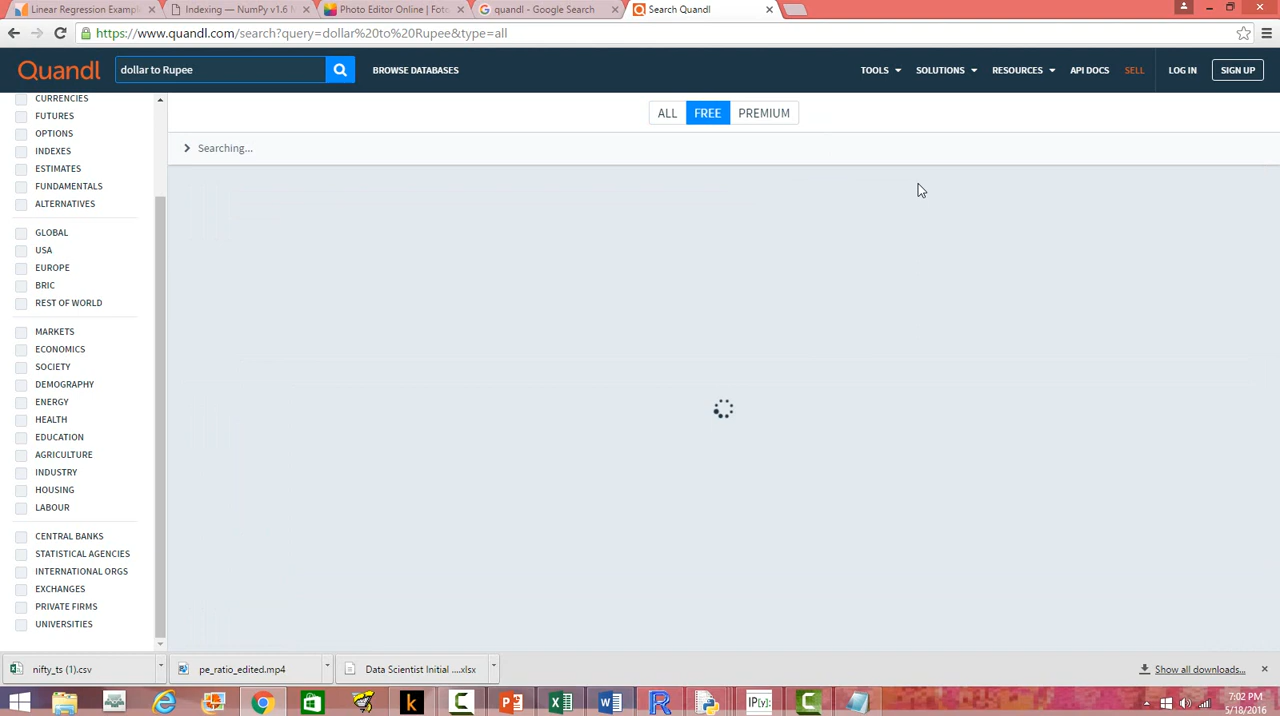 Linear Regression Exampl
Indexing — NumPy v1.6 M
Photo Editor Online | Foto
quandl - Google Search
Search Quandl
https://www.quandl.com/search?query=dollar%20to%20Rupee&type=all
Quandl
dollar to Rupee
BROWSE DATABASES
TOOLS
SOLUTIONS
RESOURCES
API DOCS
SELL
LOG IN
SIGN UP
ALL
FREE
PREMIUM
Searching...
CURRENCIES
FUTURES
OPTIONS
INDEXES
ESTIMATES
FUNDAMENTALS
ALTERNATIVES
GLOBAL
USA
EUROPE
BRIC
REST OF WORLD
MARKETS
ECONOMICS
SOCIETY
DEMOGRAPHY
ENERGY
HEALTH
EDUCATION
AGRICULTURE
INDUSTRY
HOUSING
LABOUR
CENTRAL BANKS
STATISTICAL AGENCIES
INTERNATIONAL ORGS
EXCHANGES
PRIVATE FIRMS
UNIVERSITIES
nifty_ts (1).csv
pe_ratio_edited.mp4
Data Scientist Initial ....xlsx
Show all downloads...
IP[y]:
7:02 PM
5/18/2016